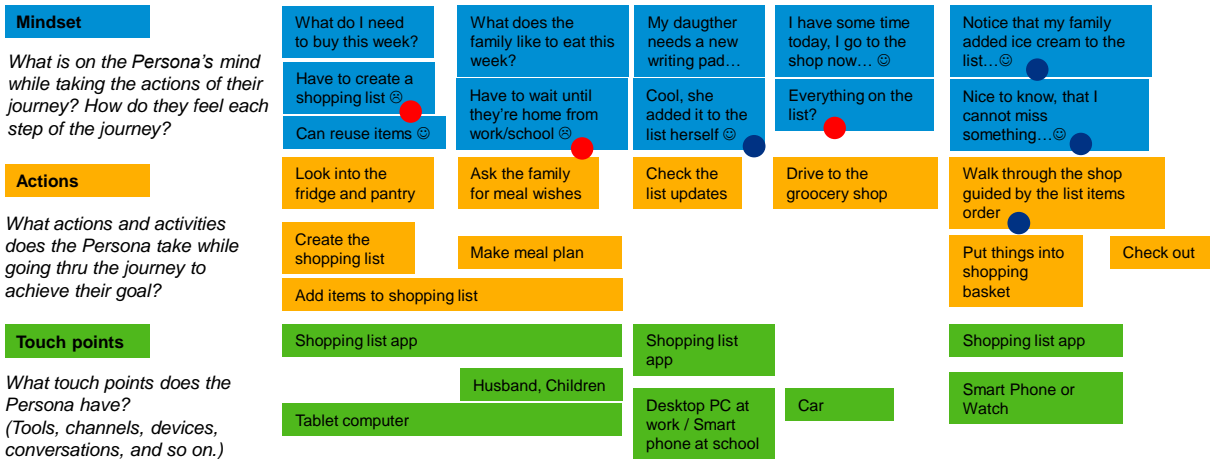 Mindset
What is on the Persona's mind
while taking the actions of their
journey? How do they feel each
step of the journey?
What do I need
to buy this week?
Have to create a
shopping list ☹
Can reuse items ☺
What does the
family like to eat this
week?
Have to wait until
they're home from
work/school ☹
My daugther
needs a new
writing pad…
Cool, she
added it to the
list herself ☺
I have some time
today, I go to the
shop now… ☺
Everything on the
list?
Notice that my family
added ice cream to the
list…☺
Nice to know, that I
cannot miss
something…☺
Actions
What actions and activities
does the Persona take while
going thru the journey to
achieve their goal?
Look into the
fridge and pantry
Create the
shopping list
Add items to shopping list
Ask the family
for meal wishes
Make meal plan
Check the
list updates
Drive to the
groocery shop
Walk through the shop
guided by the list items
order
Put things into
shopping
basket
Check out
Touch points
What touch points does the
Persona have?
(Tools, channels, devices,
conversations, and so on.)
Shopping list app
Husband, Children
Tablet computer
Shopping list
app
Desktop PC at
work / Smart
phone at school
Car
Shopping list app
Smart Phone or
Watch